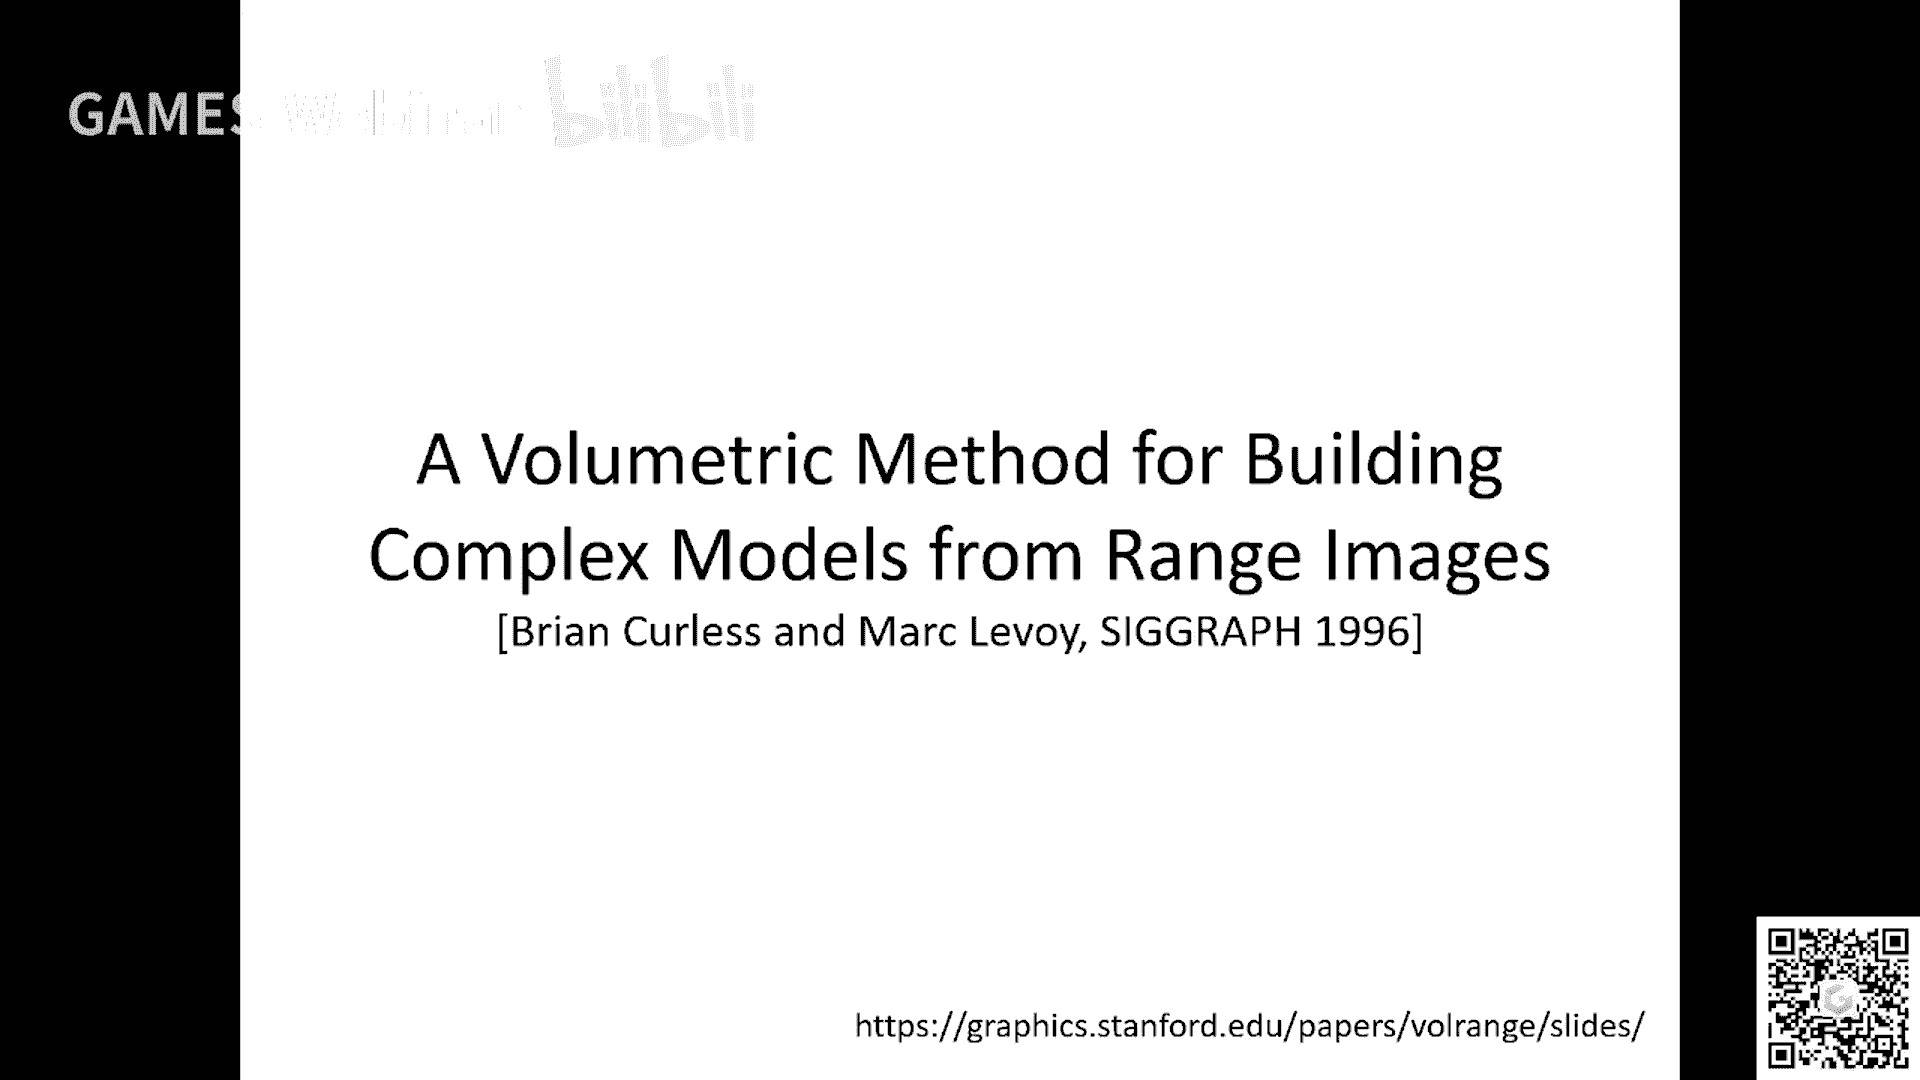 GAMES Webinar bilibili
A Volumetric Method for Building
Complex Models from Range Images
[Brian Curless and Marc Levoy, SIGGRAPH 1996]
https://graphics.stanford.edu/papers/volrange/slides/